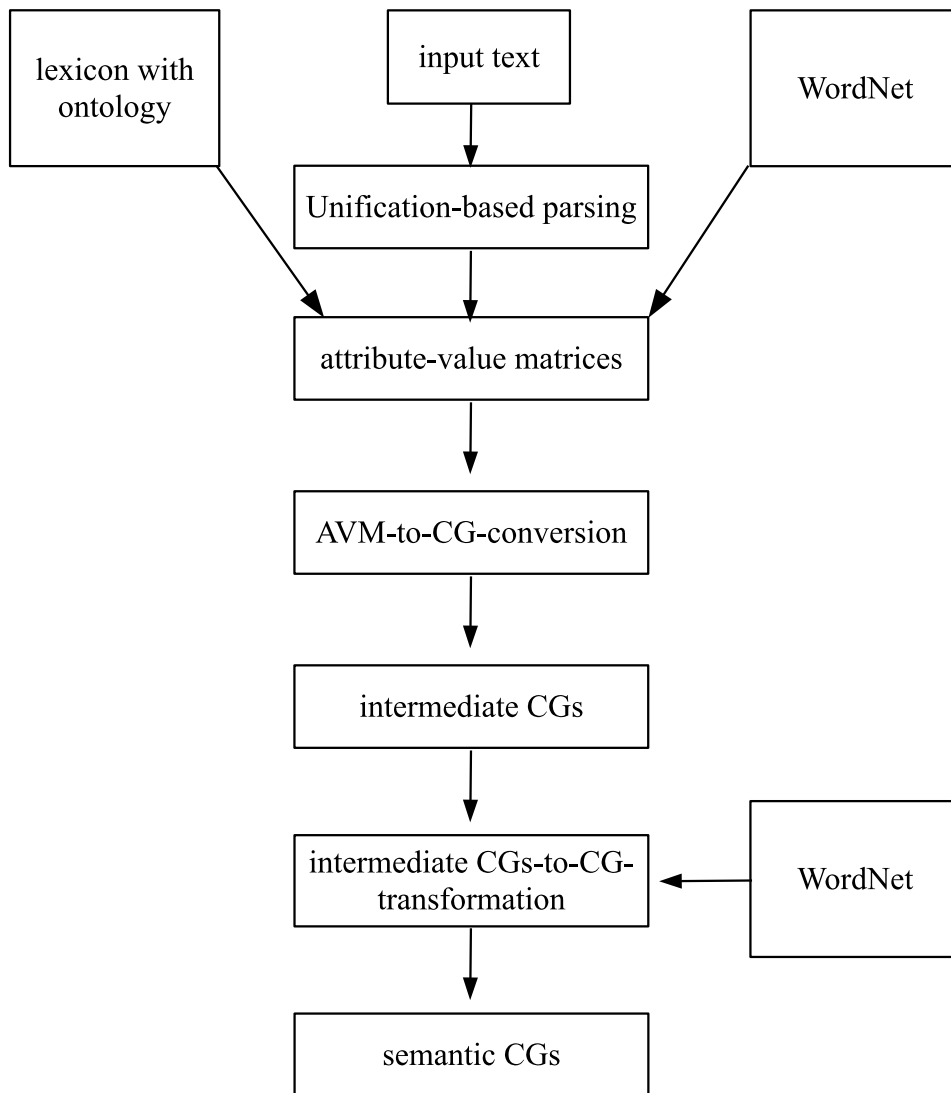 lexicon with
ontology
input text
WordNet
Unification-based parsing
attribute-value matrices
AVM-to-CG-conversion
intermediate CGs
intermediate CGs-to-CG-
transformation
WordNet
semantic CGs